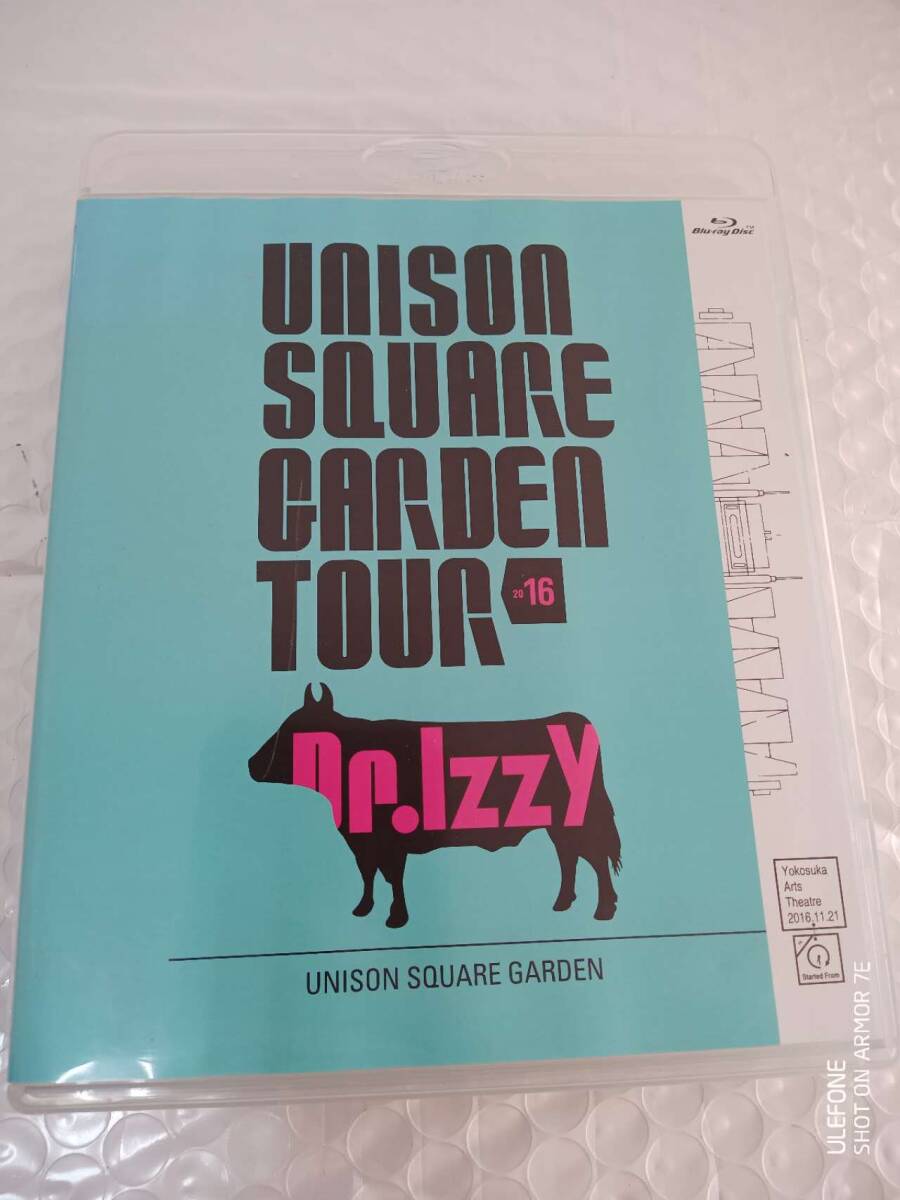 Blu-ray Disc™
UNISON
SQUARE
GARDEN
TOUR
2016
Dr.Izzy
Yokosuka
Arts
Theatre
2016.11.21
Started From
UNISON SQUARE GARDEN
ULEFONE
SHOT ON ARMOR 7E